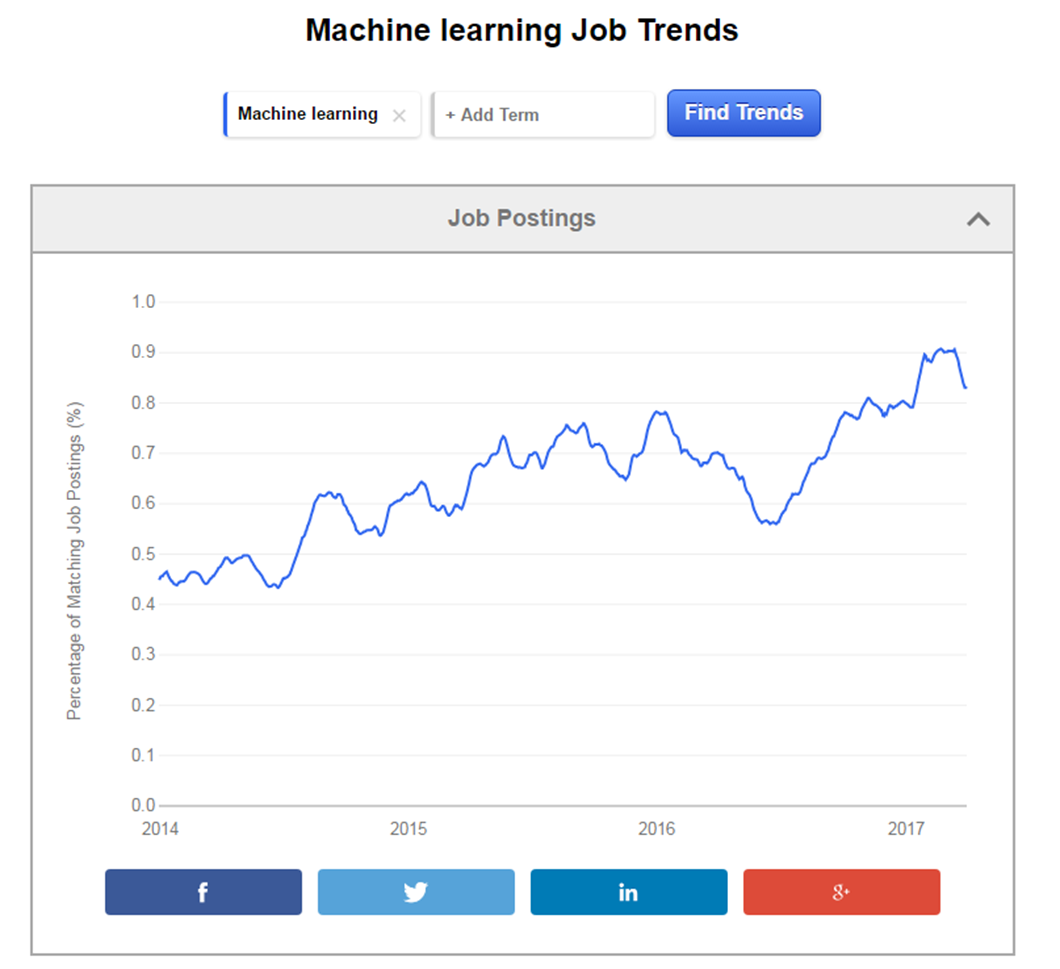 Machine learning Job Trends
Machine learning ×
+ Add Term
Find Trends
Job Postings
Percentage of Matching Job Postings (%)
1.0
0.9
0.8
0.7
0.6
0.5
0.4
0.3
0.2
0.1
0.0
2014 2015 2016 2017
f in g+